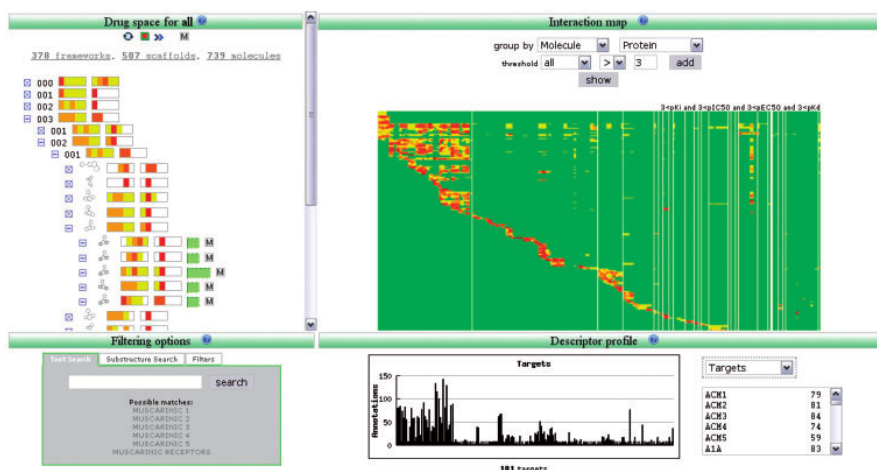 Drug space for all
M
378 frameworks, 507 scaffolds, 739 molecules
000
001
002
003
001
002
001
M
M
M
M
M
Interaction map
group by Molecule Protein
threshold all > 3 add
show
3<pKi and 3<pIC50 and 3<pEC50 and 3<pKd
Filtering options
Text Search Substructure Search Filters
search
Possible matches:
MUSCARINIC 1
MUSCARINIC 2
MUSCARINIC 3
MUSCARINIC 4
MUSCARINIC 5
MUSCARINIC RECEPTORS
Descriptor profile
Targets
Annotations
150
100
50
0
181 targets
Targets
ACM1 79
ACM2 81
ACM3 84
ACM4 74
ACM5 59
A1A 83